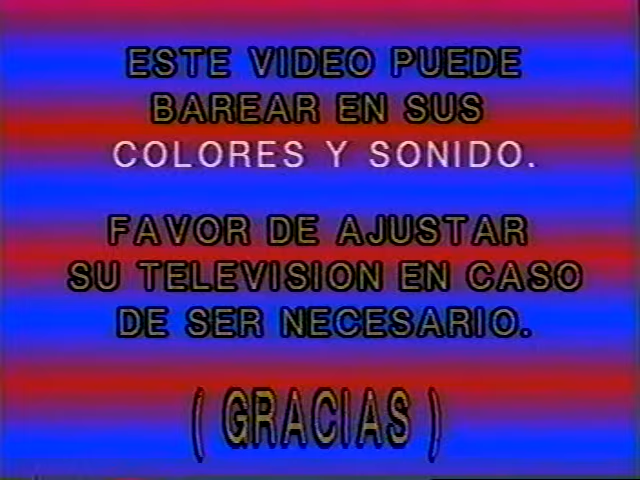 ESTE VIDEO PUEDE
BAREAR EN SUS
COLORES Y SONIDO.
FAVOR DE AJUSTAR
SU TELEVISION EN CASO
DE SER NECESARIO.
( GRACIAS )